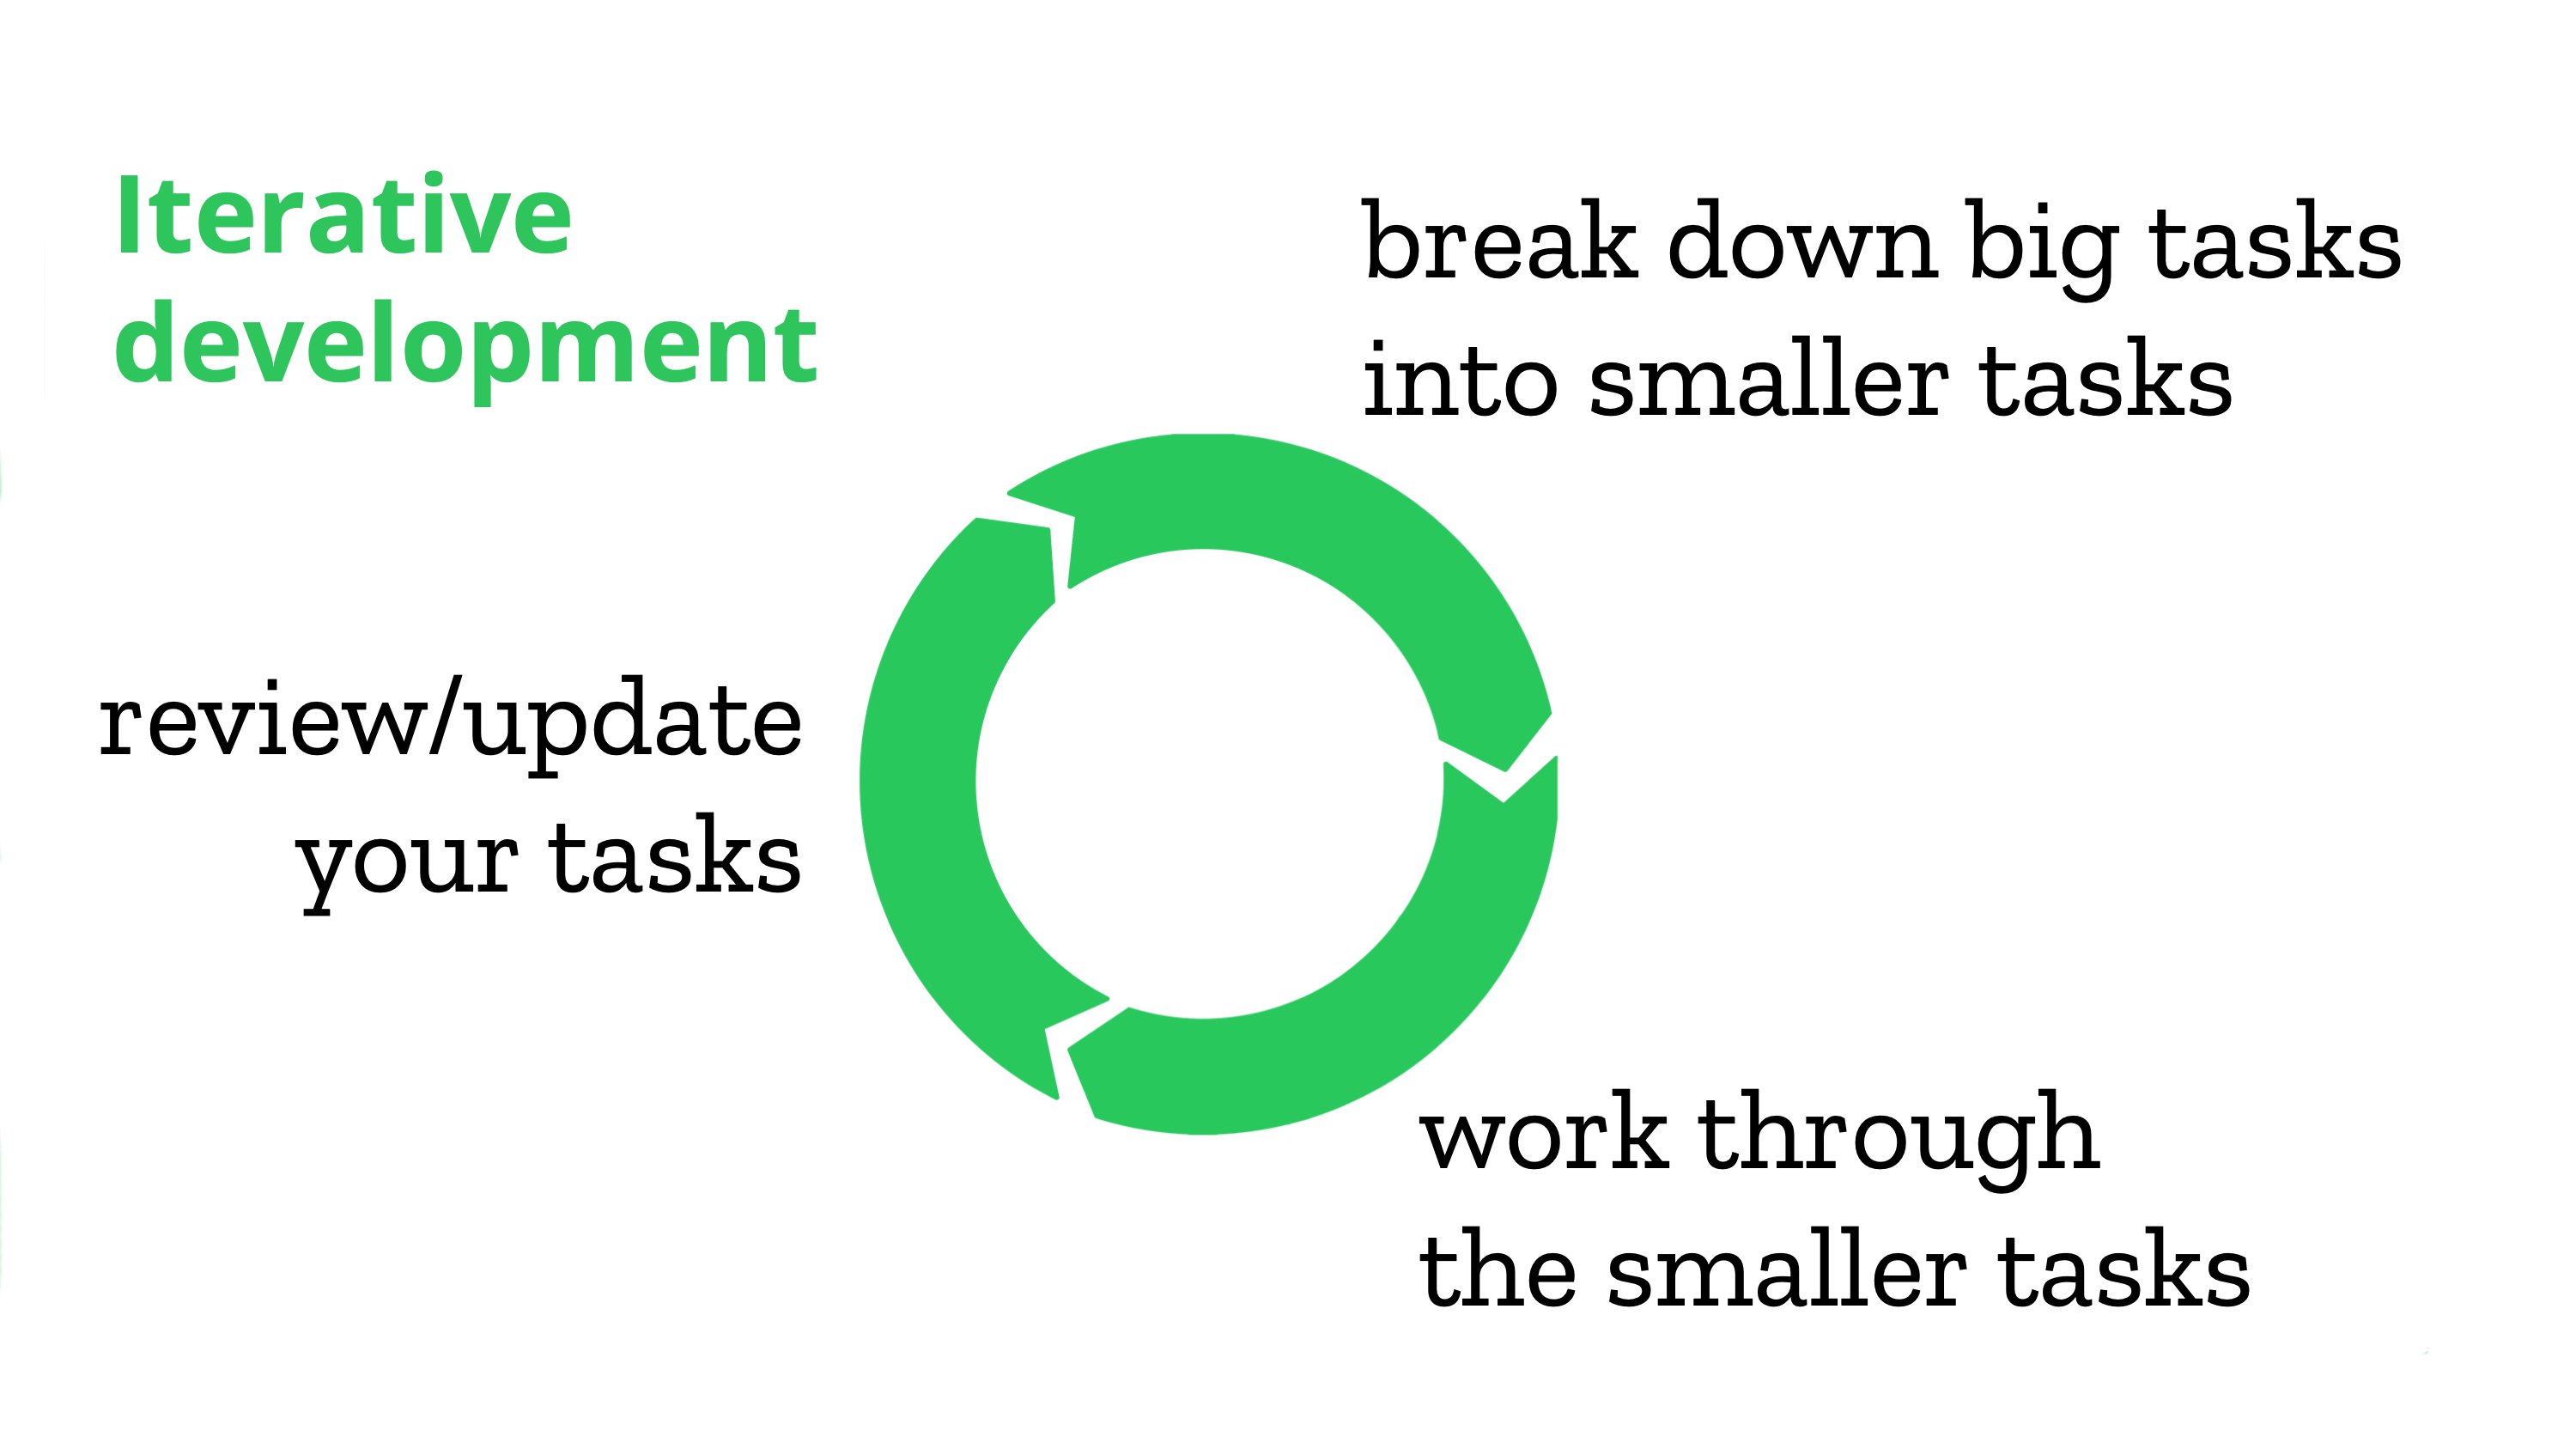 Iterative
development
break down big tasks
into smaller tasks
review/update
your tasks
work through
the smaller tasks